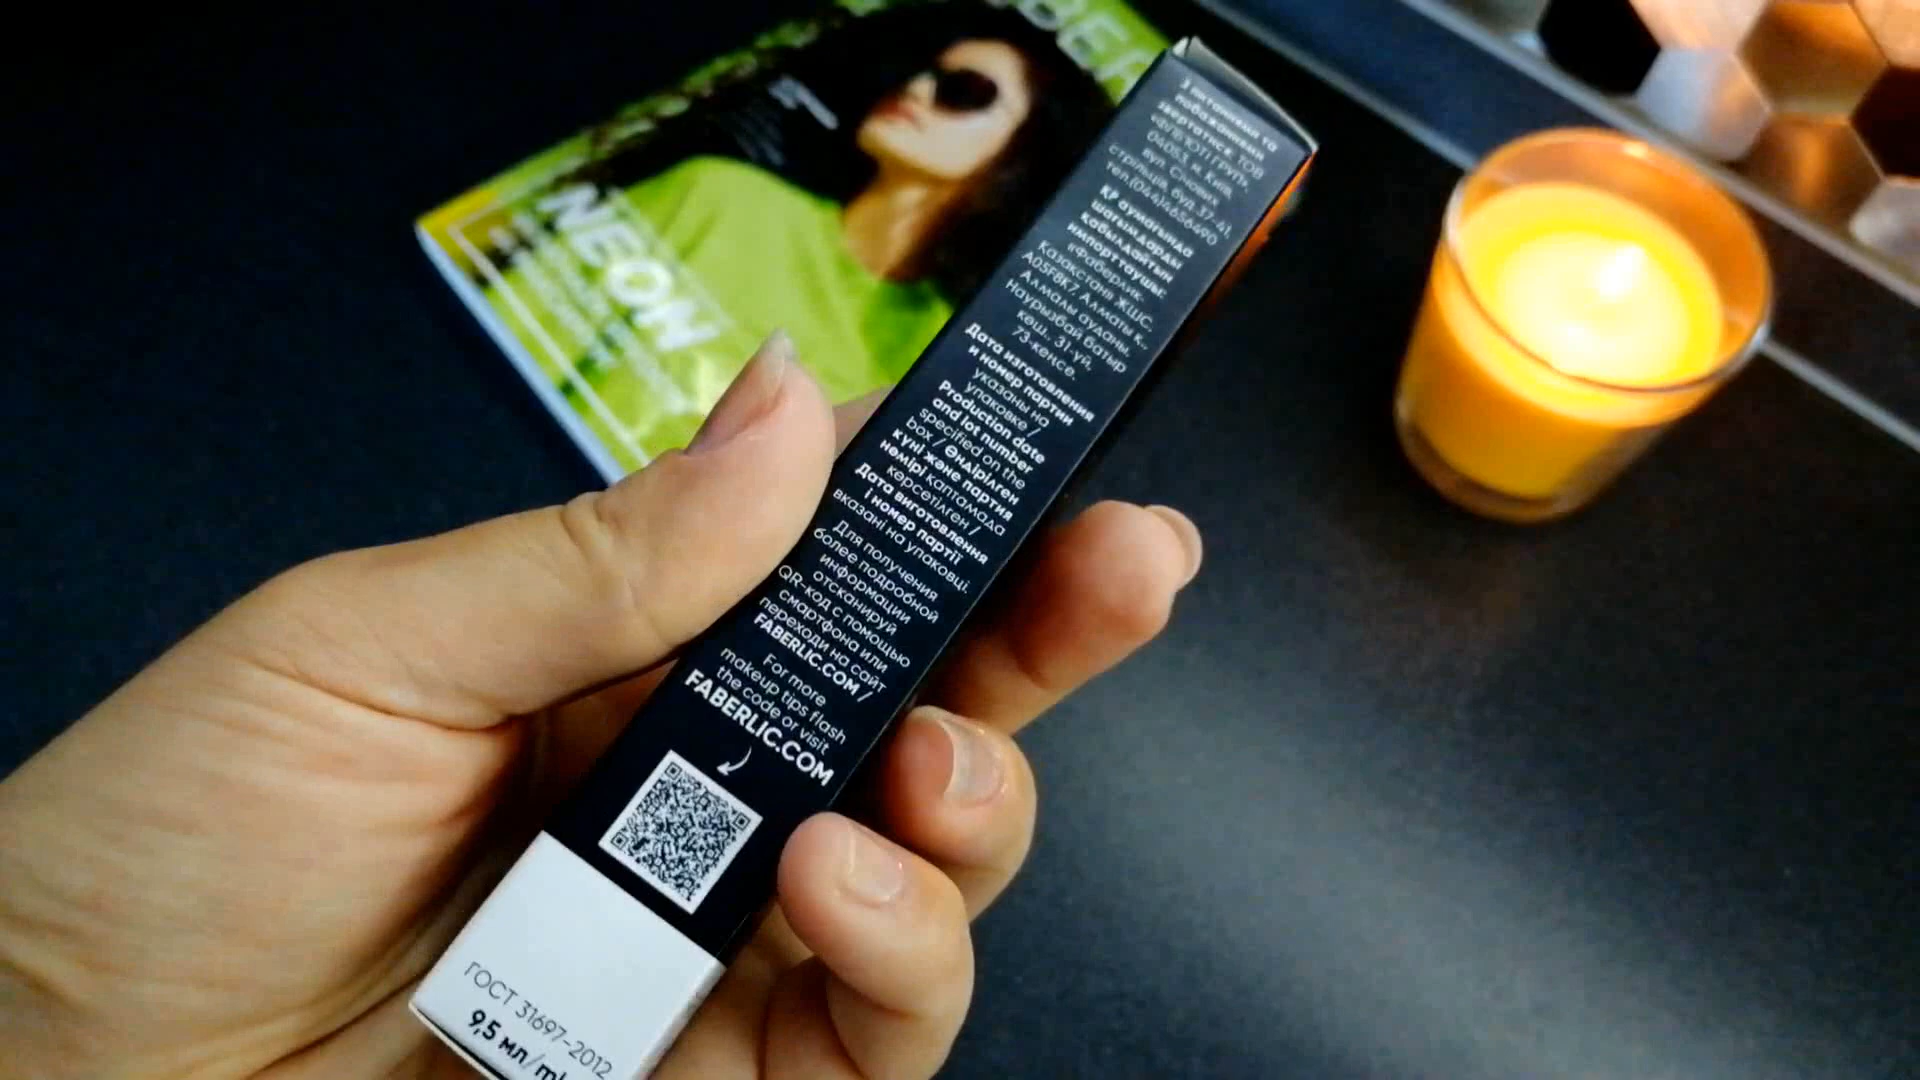 NEON
З питаннями та
побажаннями
звертатися: ТОВ
«ФЛБ'ЮТІ ГРУП»,
04053, м. Київ,
вул. Січових
стрільців, буд. 37-41,
тел.(044)4656490
ҚР аумағында
шағымдарды
қабылдайтын
импорттаушы:
«Фаберлик-
Казахстан» ЖШС,
A05F8K7, Алматы қ.,
Алмалы ауданы,
Наурызбай батыр
көш., 31-үй,
73-кеңсе.
Дата изготовления
и номер партии
указаны на
упаковке /
Production date
and lot number
specified on the
box / Өндірілген
күні және партия
нөмірі қаптамада
көрсетілген /
Дата виготовлення
і номер партії
вказані на упаковці.
Для получения
более подробной
информации
отсканируй
QR-код с помощью
смартфона или
переходи на сайт
FABERLIC.COM /
For more
makeup tips flash
the code or visit
FABERLIC.COM
ГОСТ 31697-2012
9,5 мл/ml